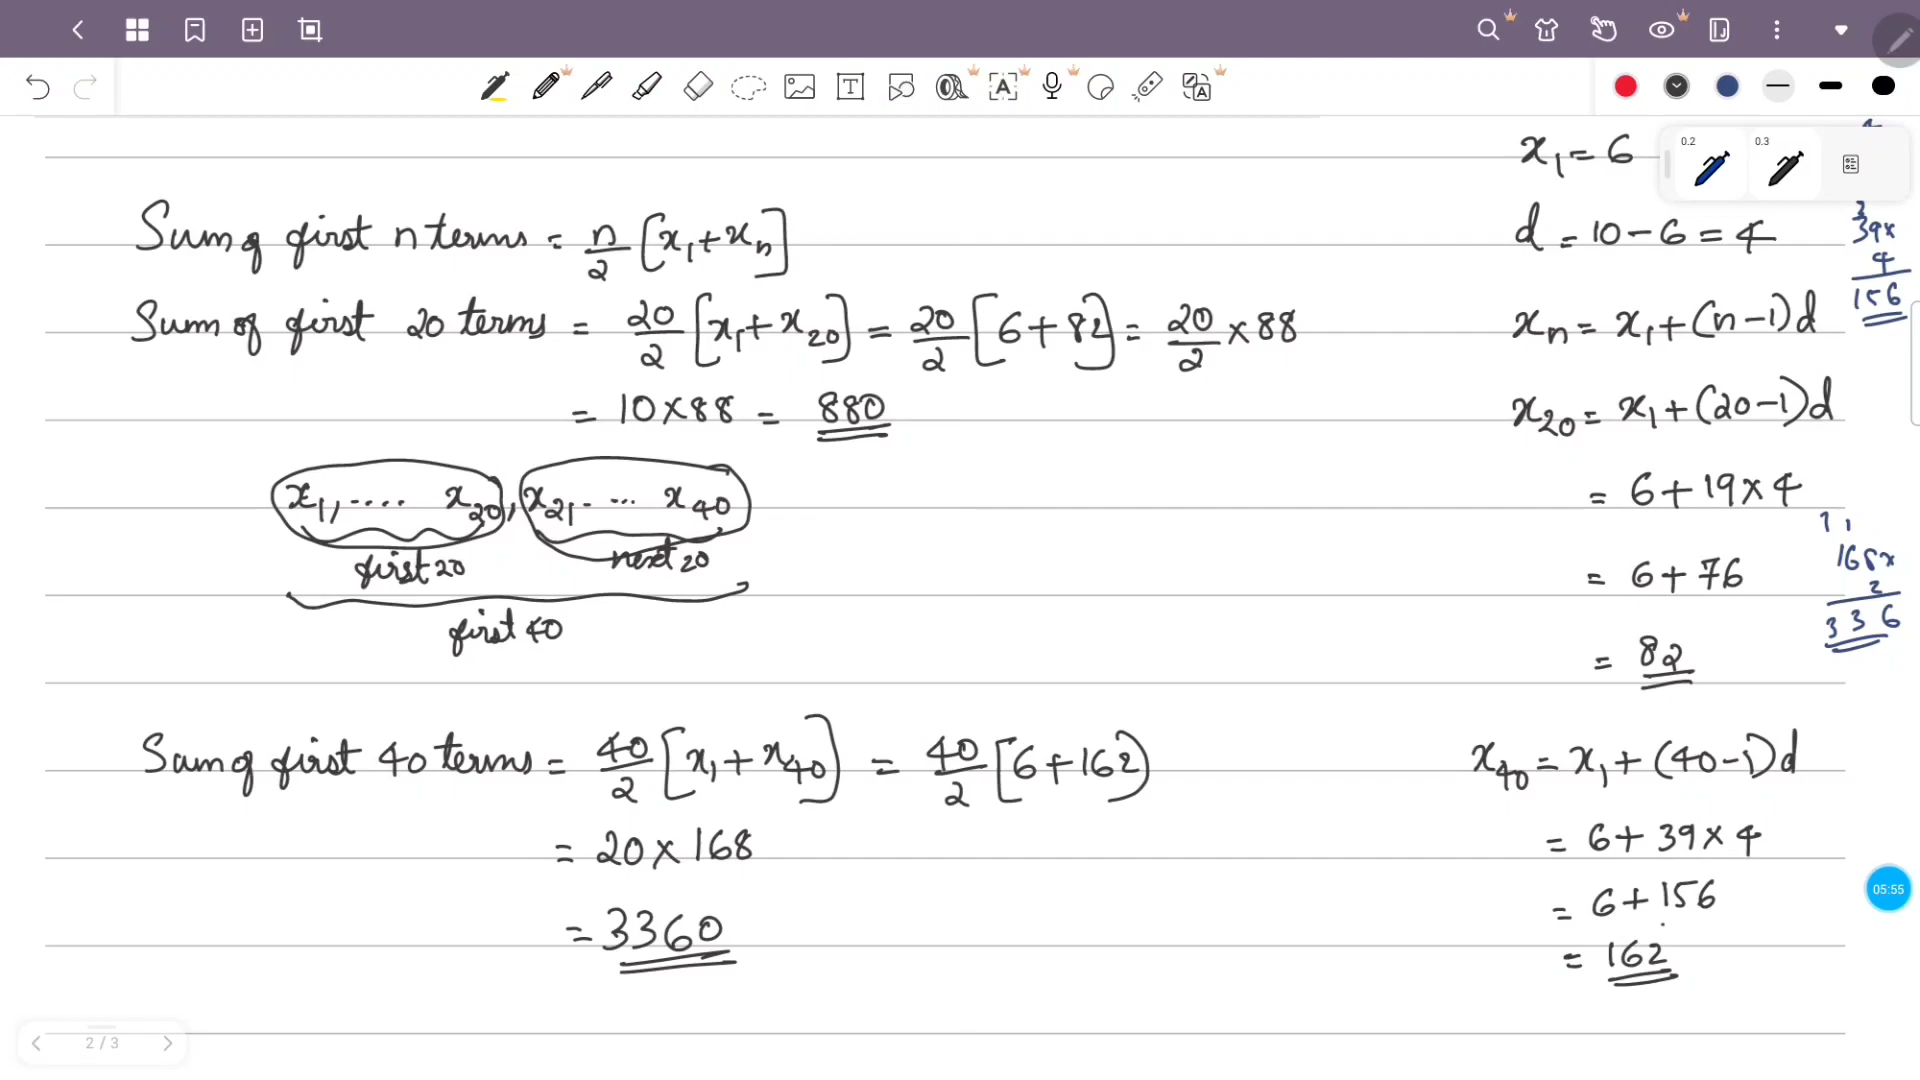 x₁ = 6
0.2
0.3
Sum of first n terms = n/2 [x₁ + xₙ]
d = 10 - 6 = 4
39 x
4
156
Sum of first 20 terms = 20/2 [x₁ + x₂₀] = 20/2 [6 + 82] = 20/2 × 88
xₙ = x₁ + (n-1)d
= 10 × 88 = 880
x₂₀ = x₁ + (20-1)d
x₁, .... x₂₀, x₂₁ .... x₄₀
= 6 + 19 × 4
first 20 next 20
= 6 + 76
168 x
2
336
first 40
= 82
Sum of first 40 terms = 40/2 [x₁ + x₄₀] = 40/2 [6 + 162)
x₄₀ = x₁ + (40-1)d
= 20 × 168
= 6 + 39 × 4
= 3360
= 6 + 156
05:55
= 162
2 / 3